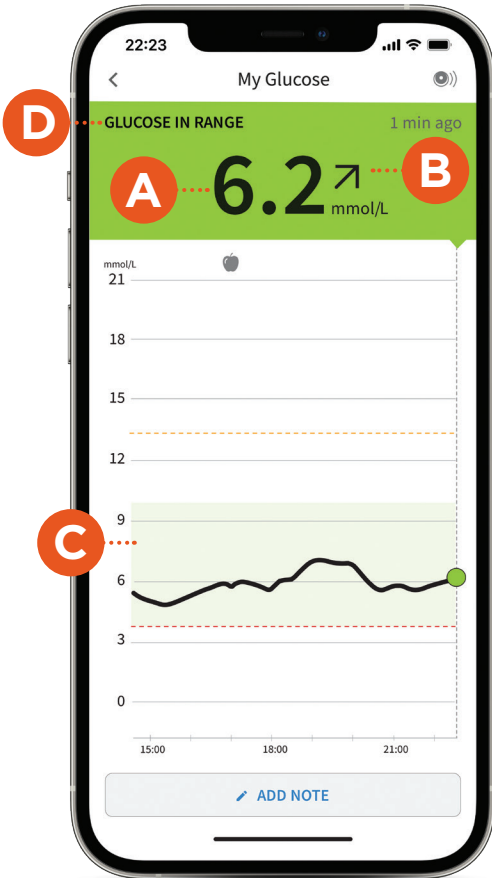 22:23
My Glucose
D
GLUCOSE IN RANGE
1 min ago
A
6.2
B
mmol/L
mmol/L
21
18
15
12
C
9
6
3
0
15:00
18:00
21:00
ADD NOTE